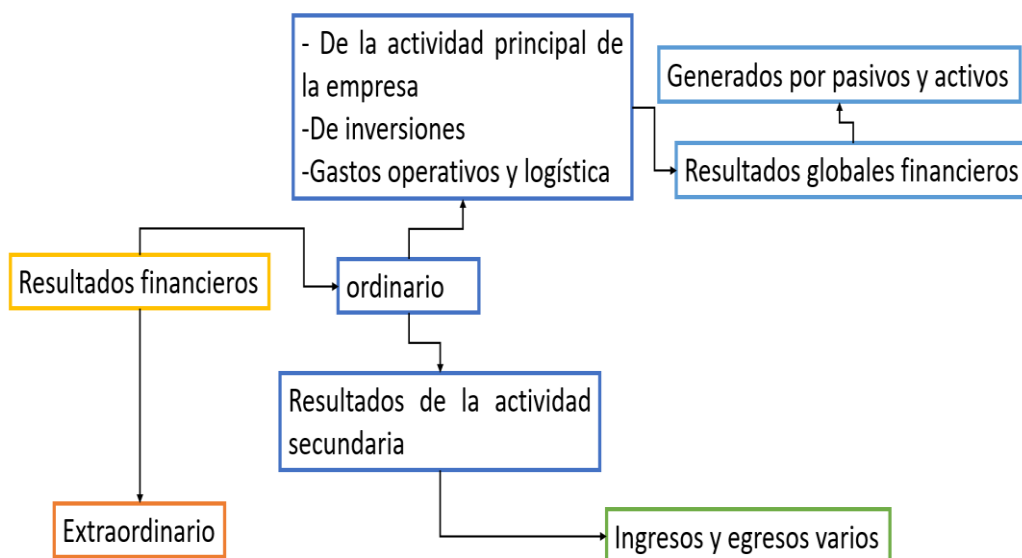 - De la actividad principal de
la empresa
-De inversiones
-Gastos operativos y logística
Generados por pasivos y activos
Resultados globales financieros
Resultados financieros
ordinario
Resultados de la actividad
secundaria
Extraordinario
Ingresos y egresos varios